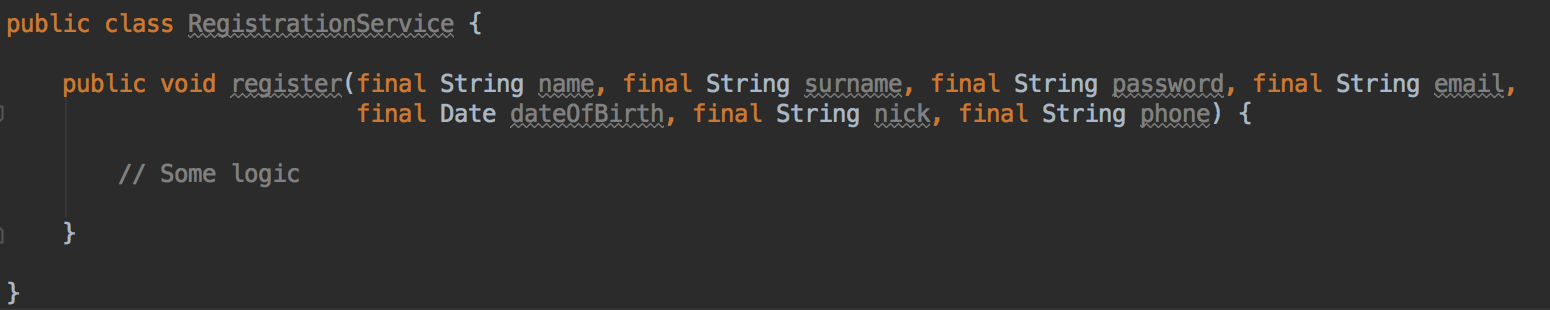 public class RegistrationService {
public void register(final String name, final String surname, final String password, final String email,
final Date dateOfBirth, final String nick, final String phone) {
// Some logic
}
}